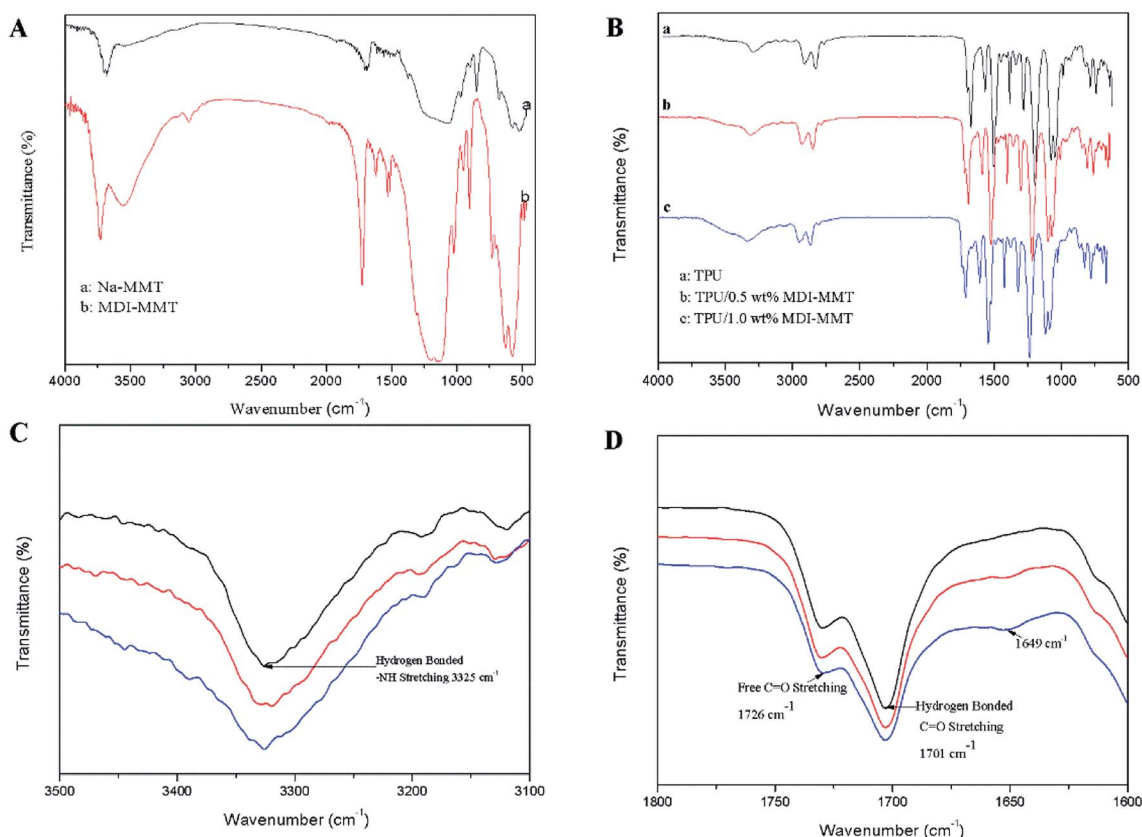 A
Transmittance (%)
a
b
a: Na-MMT
b: MDI-MMT
4000 3500 3000 2500 2000 1500 1000 500
Wavenumber (cm-1)
B
Transmittance (%)
a
b
c
a: TPU
b: TPU/0.5 wt% MDI-MMT
c: TPU/1.0 wt% MDI-MMT
4000 3500 3000 2500 2000 1500 1000 500
Wavenumber (cm-1)
C
Transmittance (%)
Hydrogen Bonded
-NH Stretching 3325 cm-1
3500 3400 3300 3200 3100
Wavenumber (cm-1)
D
Transmittance (%)
1649 cm-1
Free C=O Stretching
1726 cm-1
Hydrogen Bonded
C=O Stretching
1701 cm-1
1800 1750 1700 1650 1600
Wavenumber (cm-1)